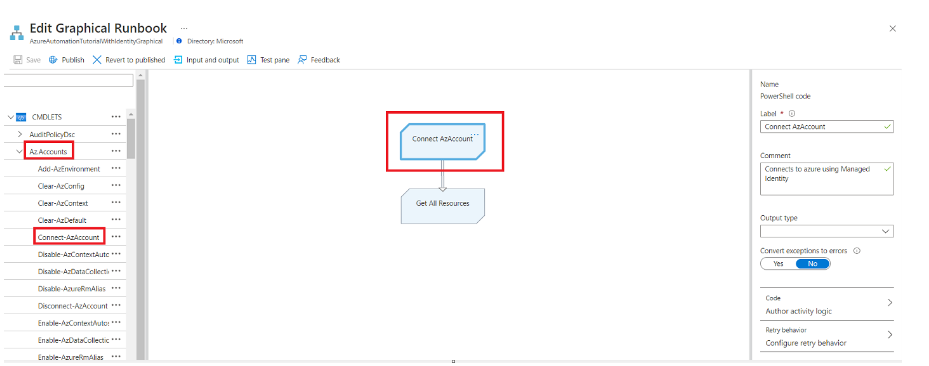 Edit Graphical Runbook ...
AzureAutomationTutorialWithIdentityGraphical Directory: Microsoft
Save Publish Revert to published Input and output Test pane Feedback
CMDLETS
AuditPolicyDsc
Az.Accounts
Add-AzEnvironment
Clear-AzConfig
Clear-AzContext
Clear-AzDefault
Connect-AzAccount
Disable-AzContextAutc
Disable-AzDataCollecti
Disable-AzureRmAlias
Disconnect-AzAccount
Enable-AzContextAuto
Enable-AzDataCollectic
Enable-AzureRmAlias
Connect AzAccount
Get All Resources
Name
PowerShell code
Label *
Connect AzAccount
Comment
Connects to azure using Managed
Identity
Output type
Convert exceptions to errors
Yes No
Code
Author activity logic
Retry behavior
Configure retry behavior